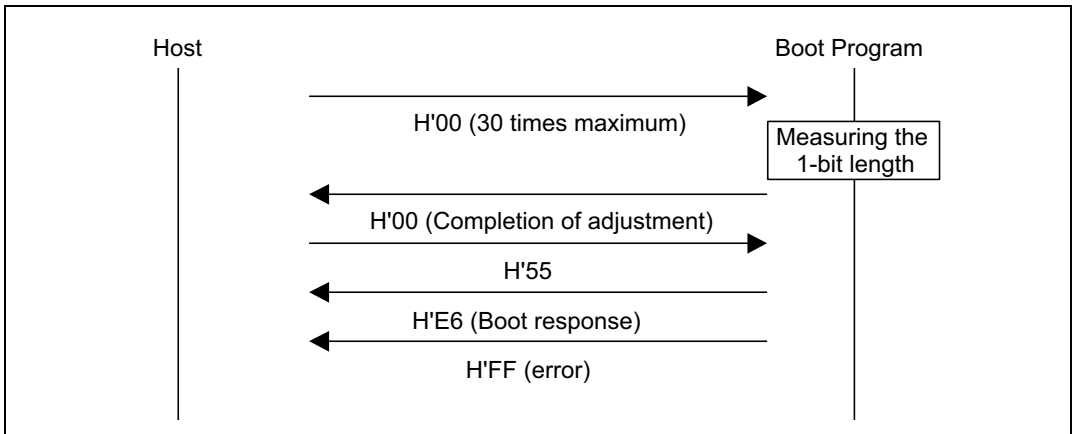 Host
Boot Program
H'00 (30 times maximum)
Measuring the
1-bit length
H'00 (Completion of adjustment)
H'55
H'E6 (Boot response)
H'FF (error)